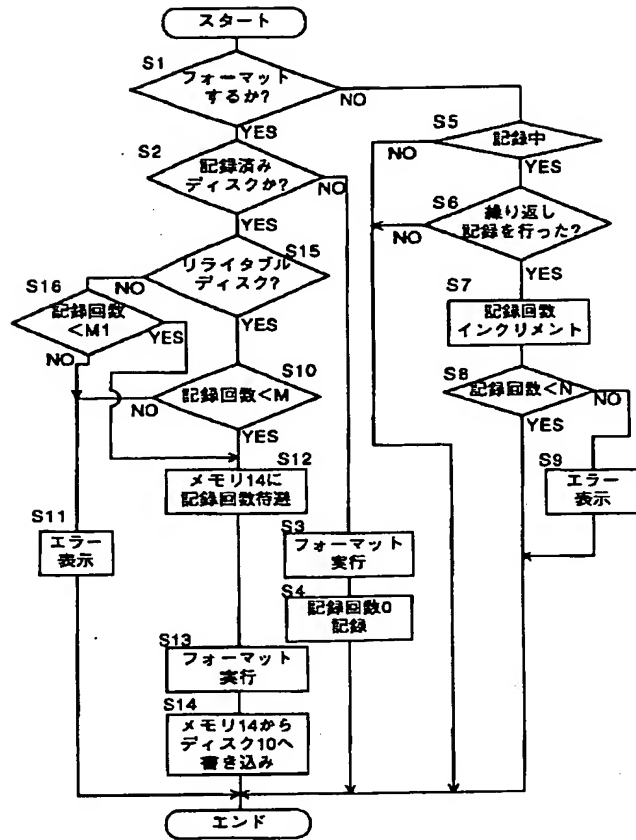 スタート
S1
フォーマット
するか?
NO
YES
S2
記録済み
ディスクか?
NO
YES
S15
リライタブル
ディスク?
NO
YES
S16
記録回数
<M1
YES
NO
S10
記録回数<M
NO
YES
S12
メモリ14に
記録回数待避
S11
エラー
表示
S3
フォーマット
実行
S4
記録回数0
記録
S13
フォーマット
実行
S14
メモリ14から
ディスク10へ
書き込み
エンド
S5
記録中
NO
YES
S6
繰り返し
記録を行った?
NO
YES
S7
記録回数
インクリメント
S8
記録回数<N
NO
YES
S9
エラー
表示